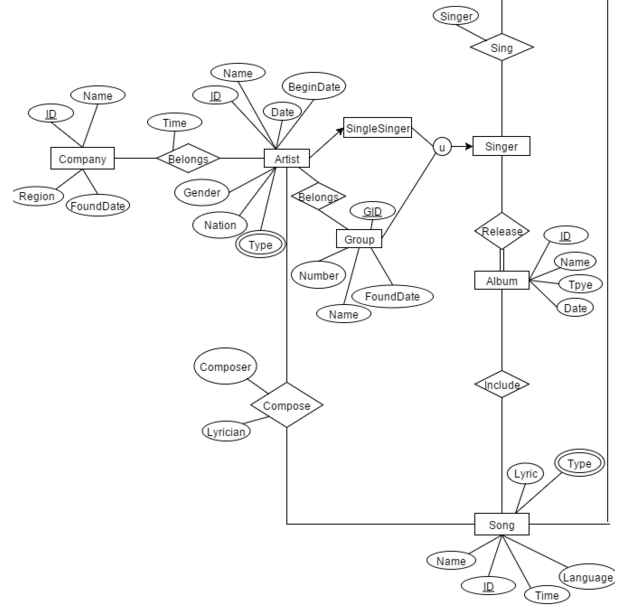 Singer
Sing
Name
BeginDate
Name
ID
ID
Date
Time
SingleSinger
Company
Belongs
Artist
u
Singer
Region
FoundDate
Gender
Belongs
Nation
GID
Release
ID
Type
Group
Name
Number
FoundDate
Album
Tpye
Name
Date
Composer
Include
Compose
Lyrician
Lyric
Type
Song
Name
ID
Time
Language